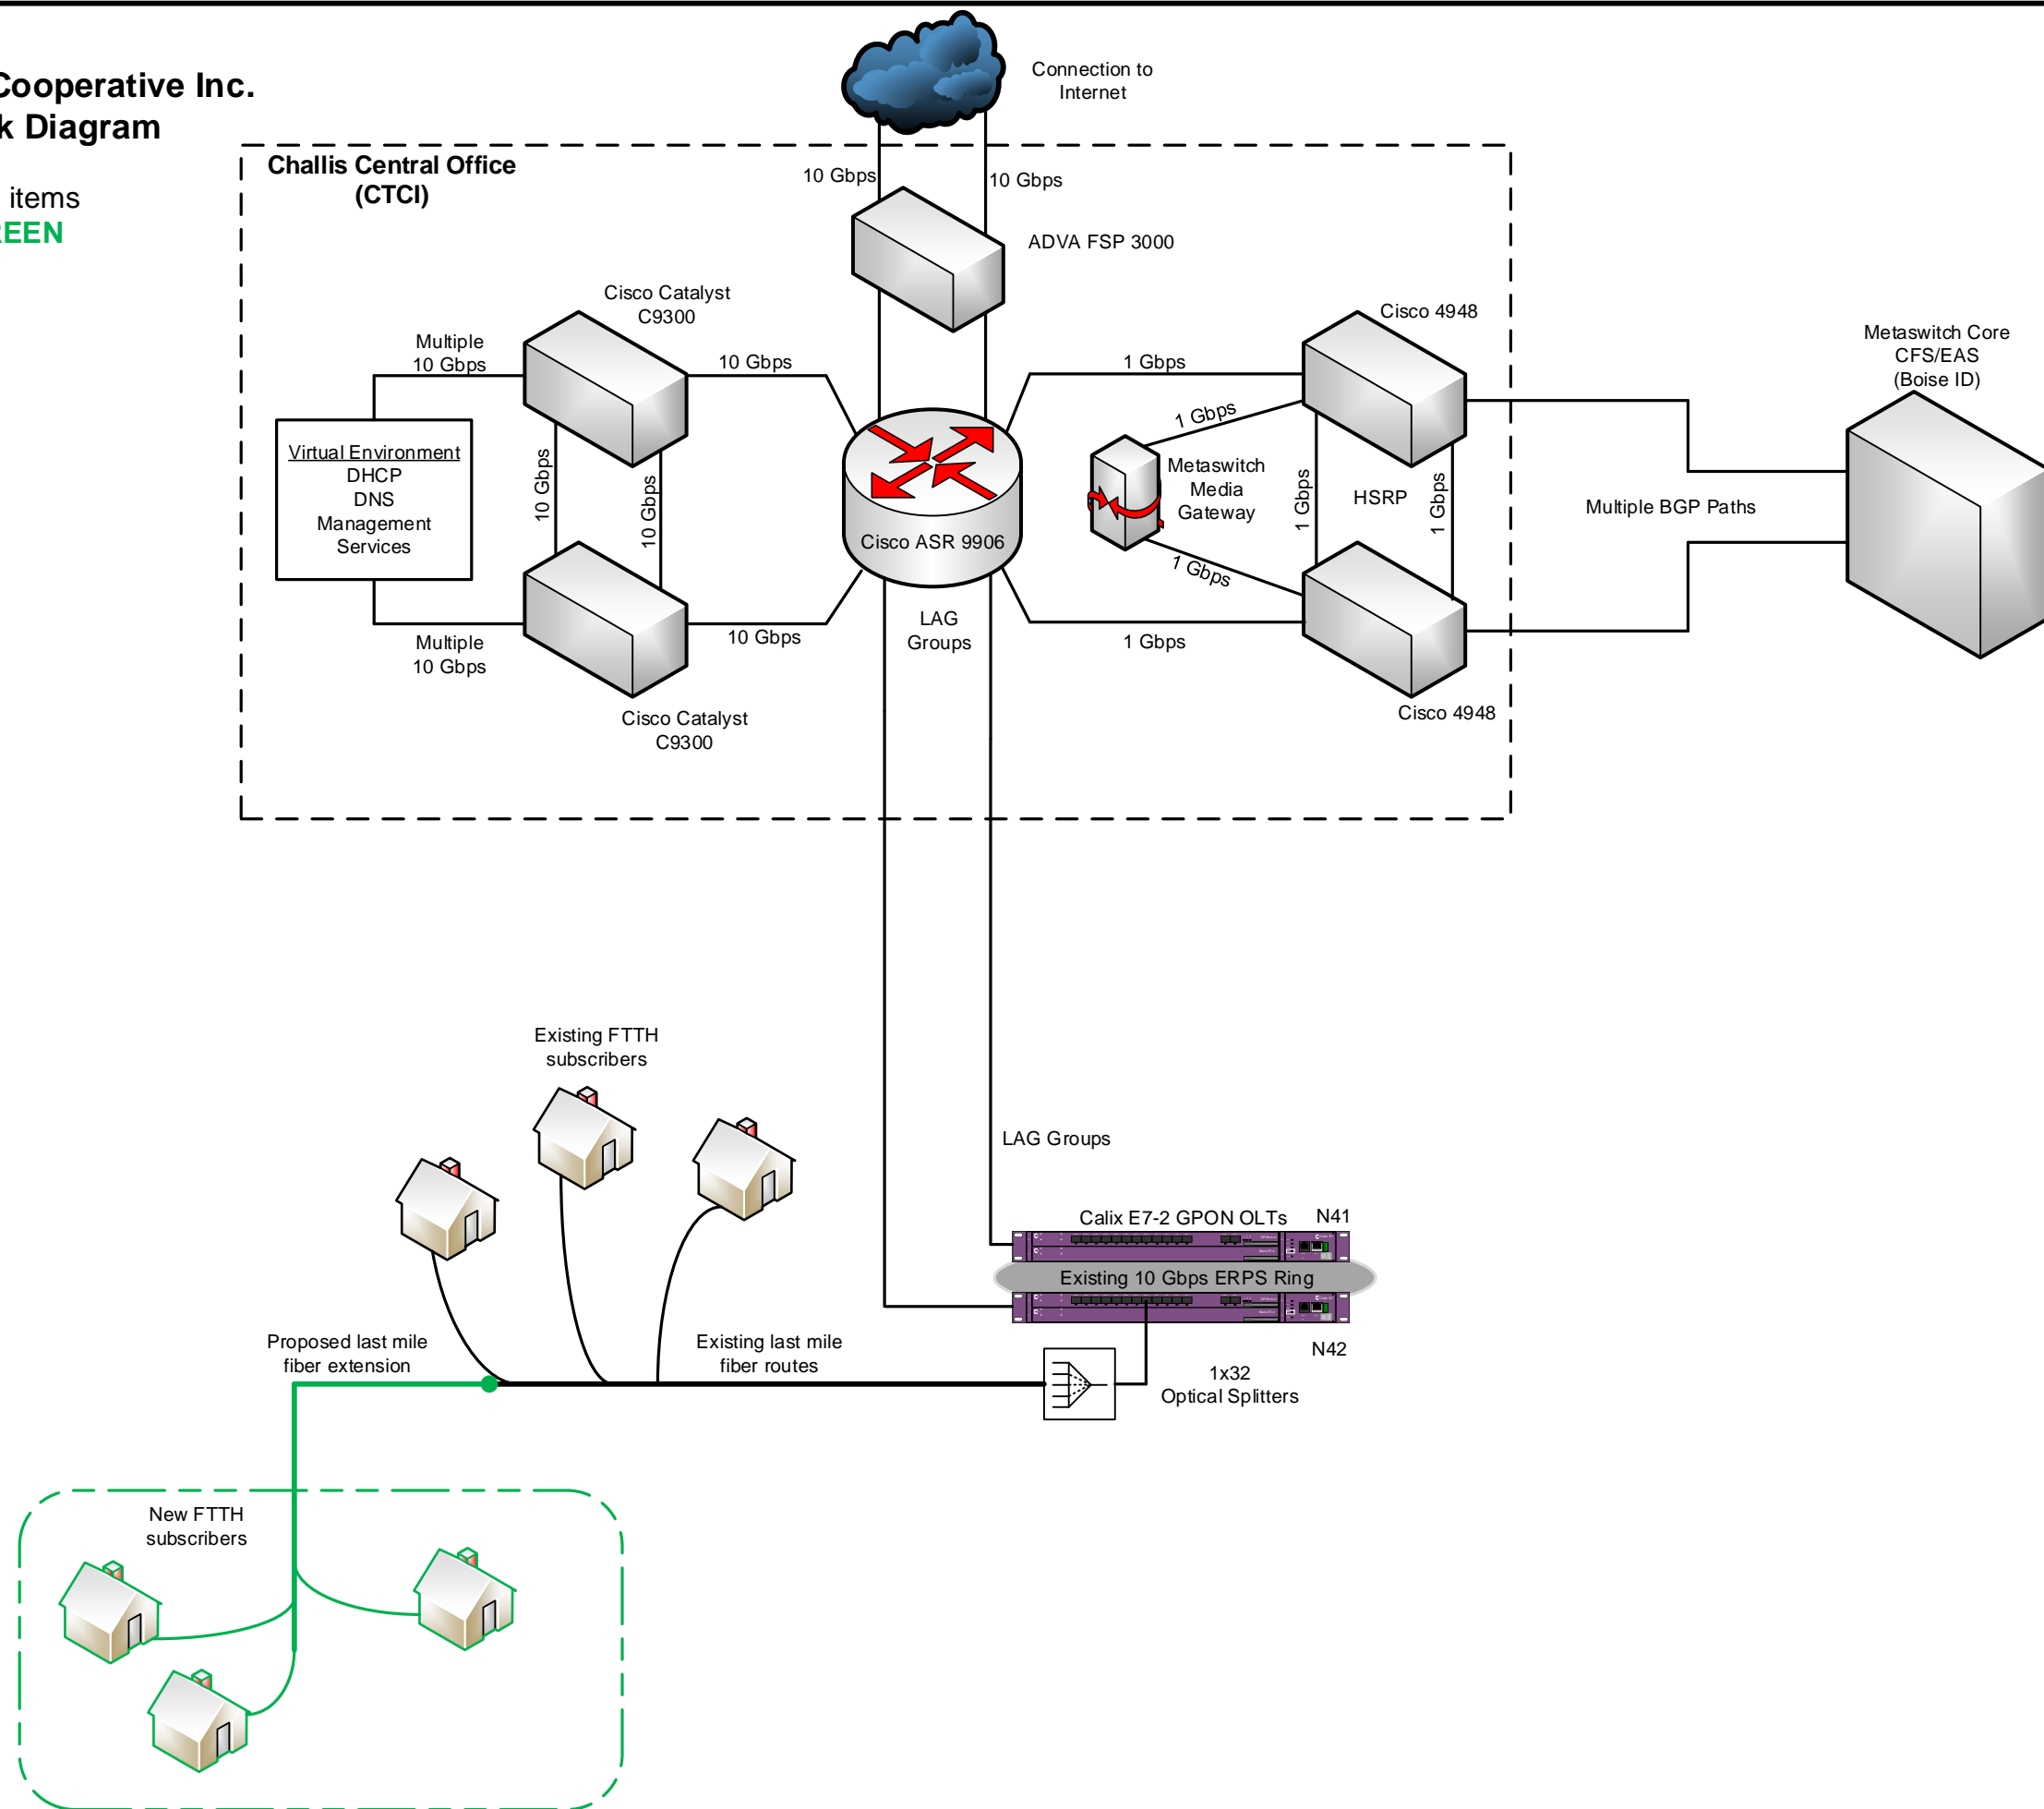 Cooperative Inc.
k Diagram
items
REEN
Connection to
Internet
Challis Central Office
(CTCI)
10 Gbps
10 Gbps
ADVA FSP 3000
Cisco Catalyst
C9300
Multiple
10 Gbps
10 Gbps
1 Gbps
Cisco 4948
Metaswitch Core
CFS/EAS
(Boise ID)
Virtual Environment
DHCP
DNS
Management
Services
10 Gbps
10 Gbps
Cisco ASR 9906
1 Gbps
Metaswitch
Media
Gateway
1 Gbps
1 Gbps
HSRP
1 Gbps
Multiple BGP Paths
Multiple
10 Gbps
10 Gbps
LAG
Groups
1 Gbps
Cisco Catalyst
C9300
Cisco 4948
Existing FTTH
subscribers
LAG Groups
Calix E7-2 GPON OLTs
N41
Existing 10 Gbps ERPS Ring
N42
Proposed last mile
fiber extension
Existing last mile
fiber routes
1x32
Optical Splitters
New FTTH
subscribers